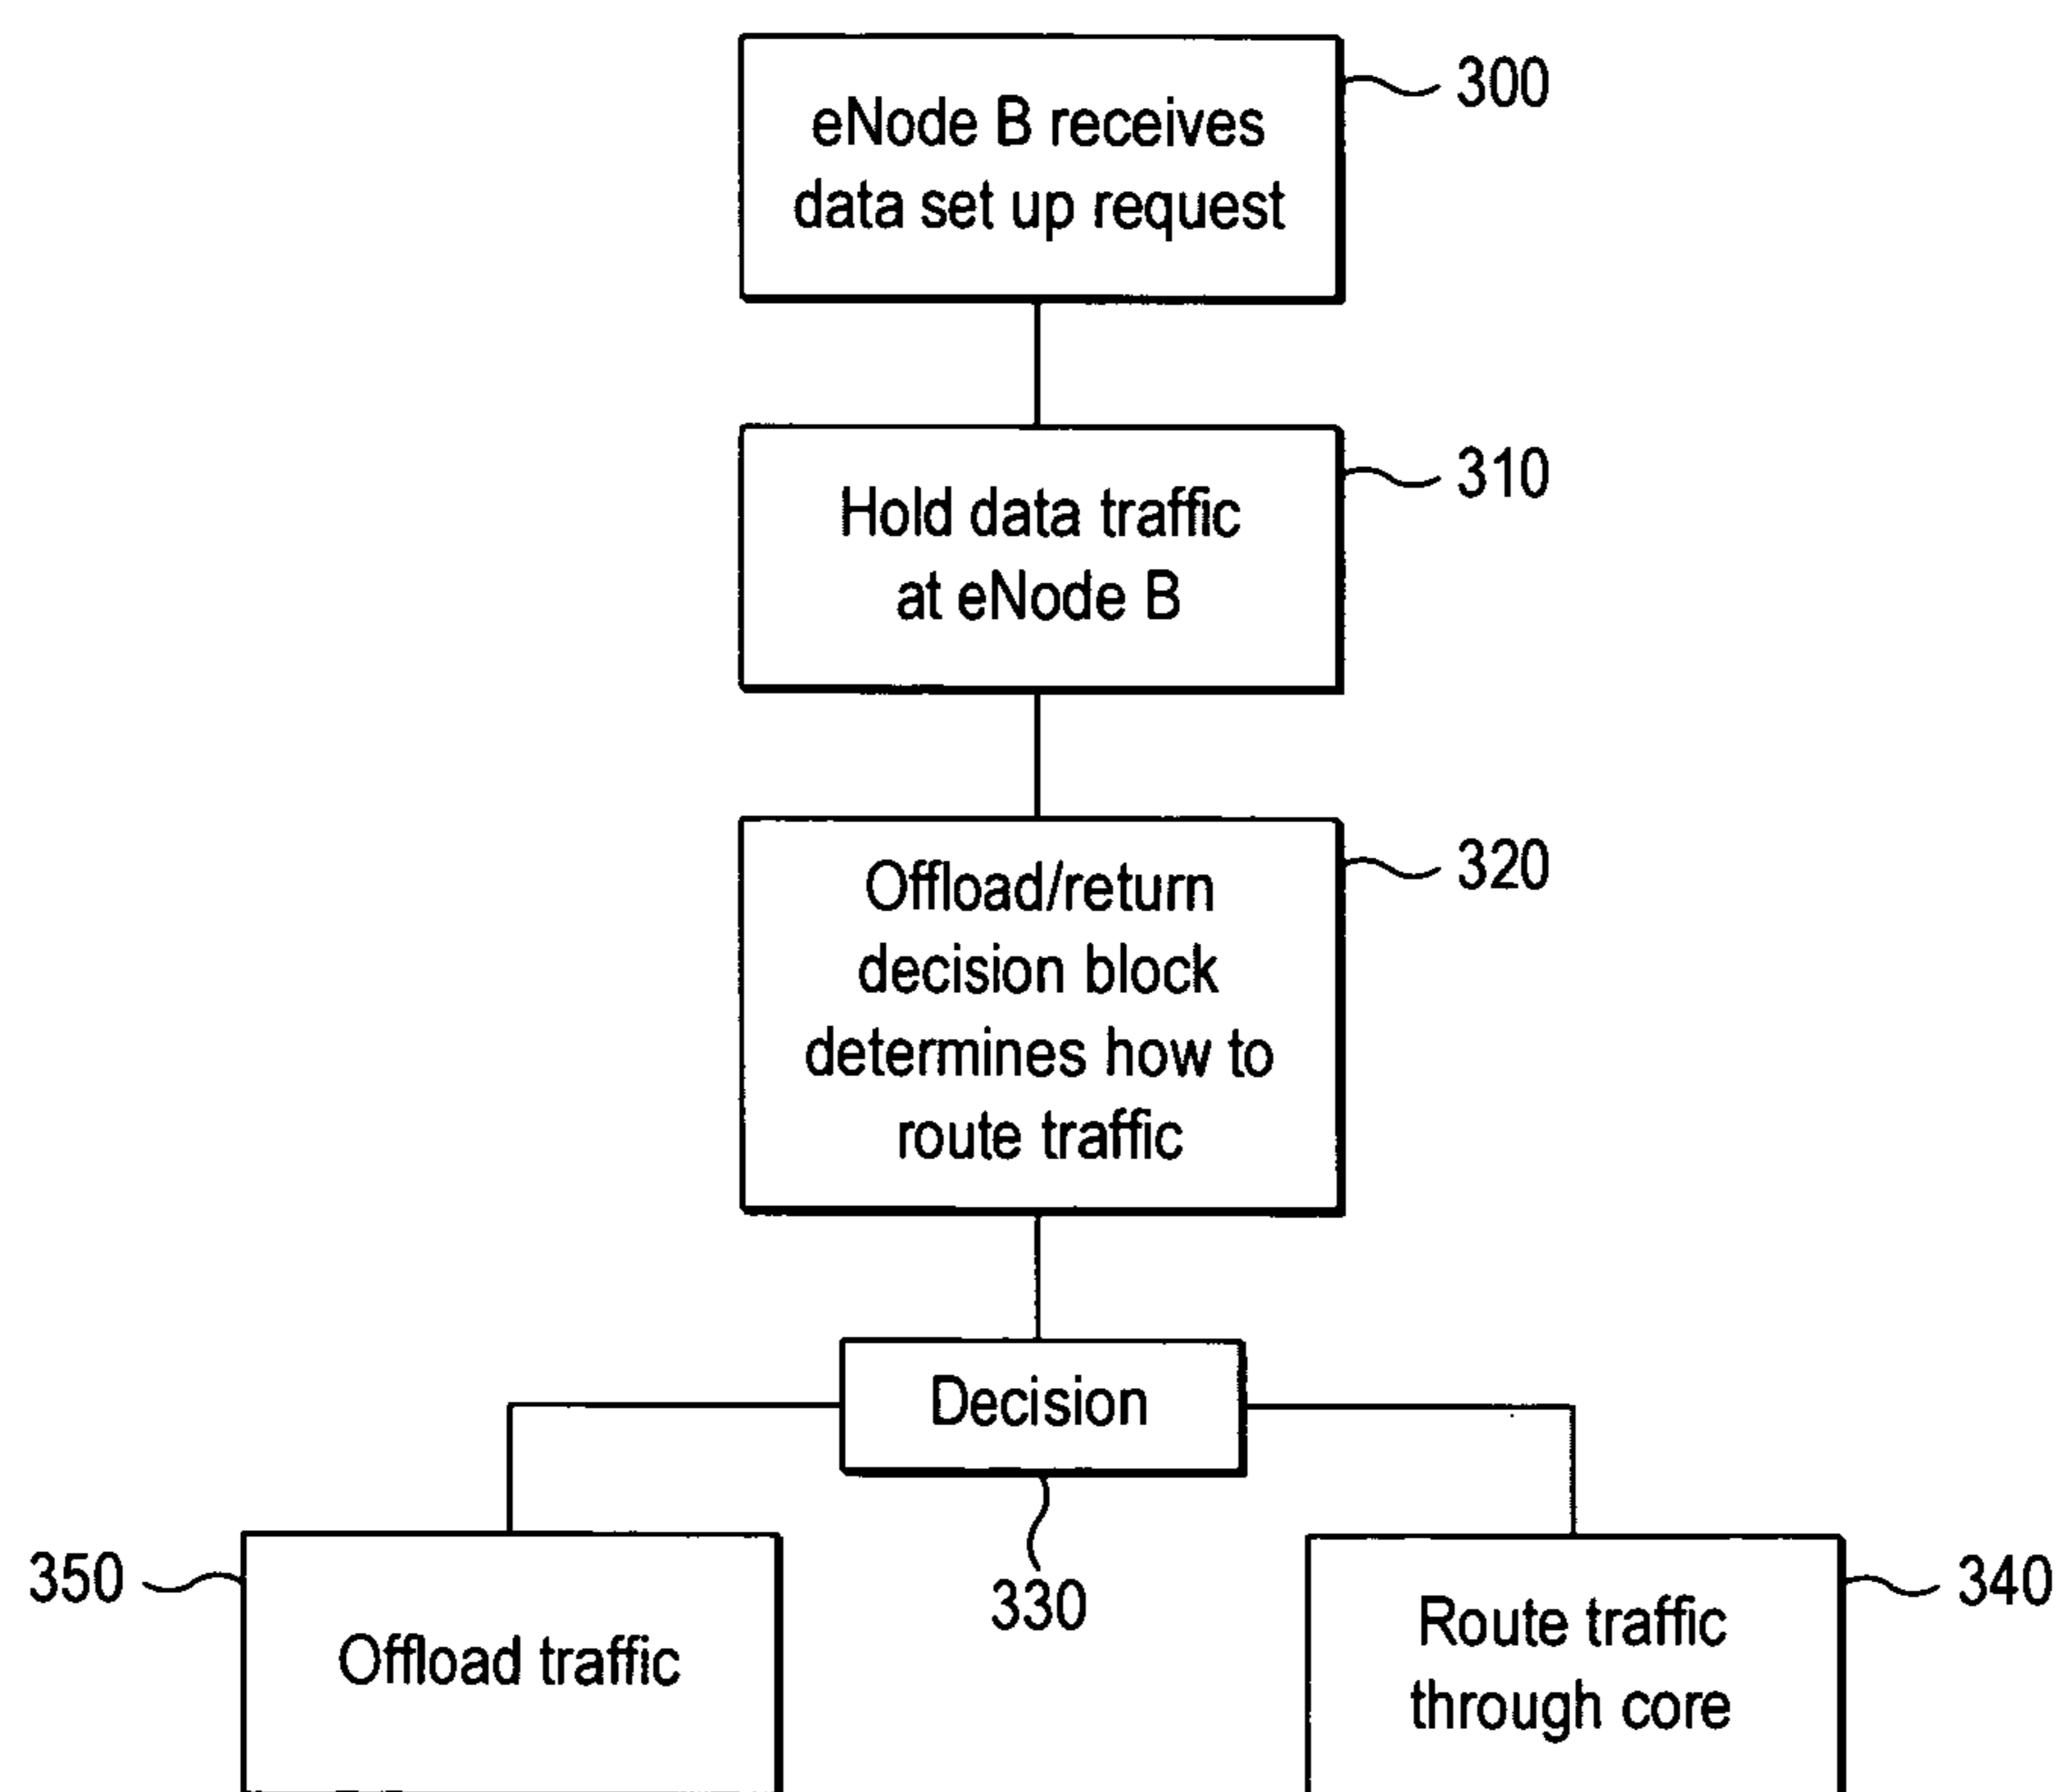 eNode B receives
data set up request
300
Hold data traffic
at eNode B
310
Offload/return
decision block
determines how to
route traffic
320
Decision
330
350
Offload traffic
Route traffic
through core
340